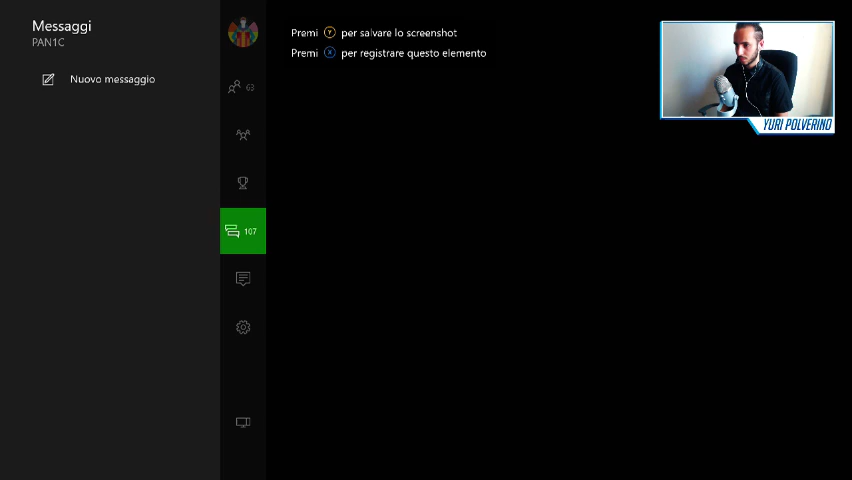 Messaggi
PAN1C
Nuovo messaggio
63
107
Premi Y per salvare lo screenshot
Premi X per registrare questo elemento
YURI POLVERINO